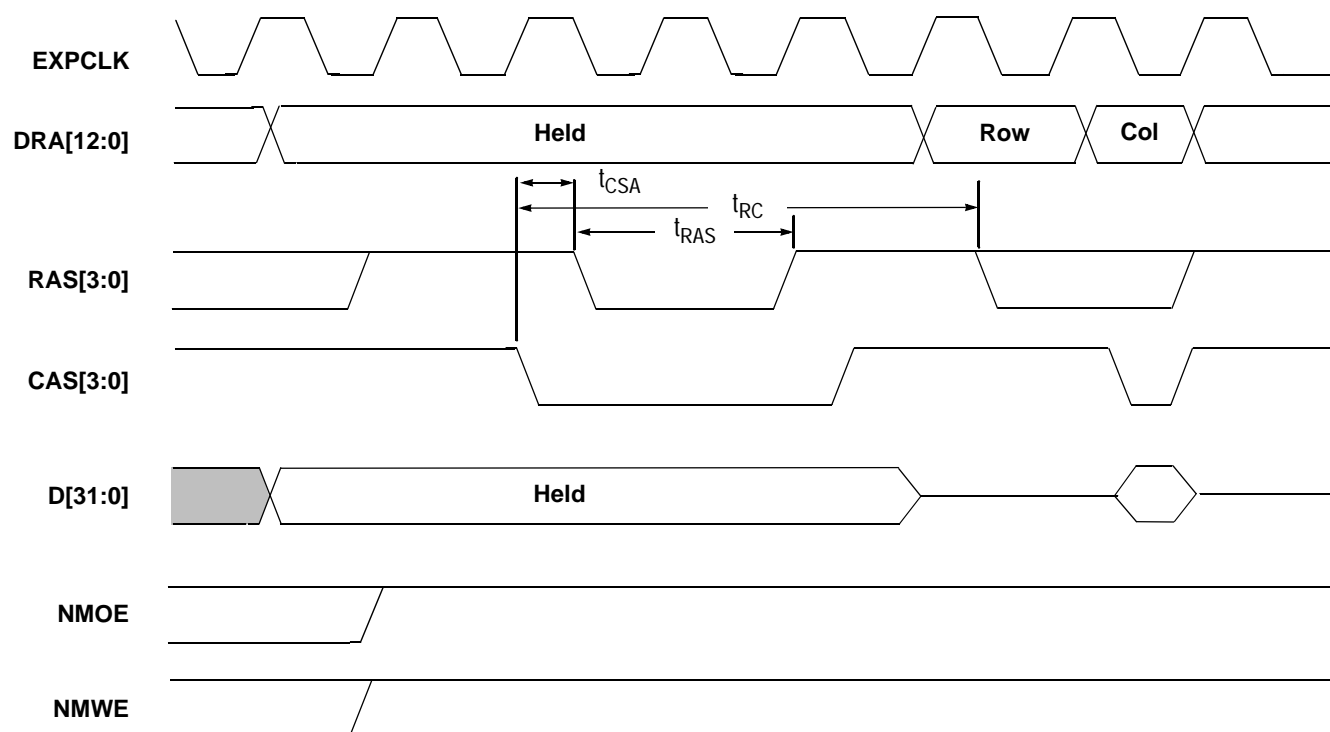 EXPCLK
DRA[12:0]
Held
Row
Col
tCSA
tRC
tRAS
RAS[3:0]
CAS[3:0]
D[31:0]
Held
NMOE
NMWE